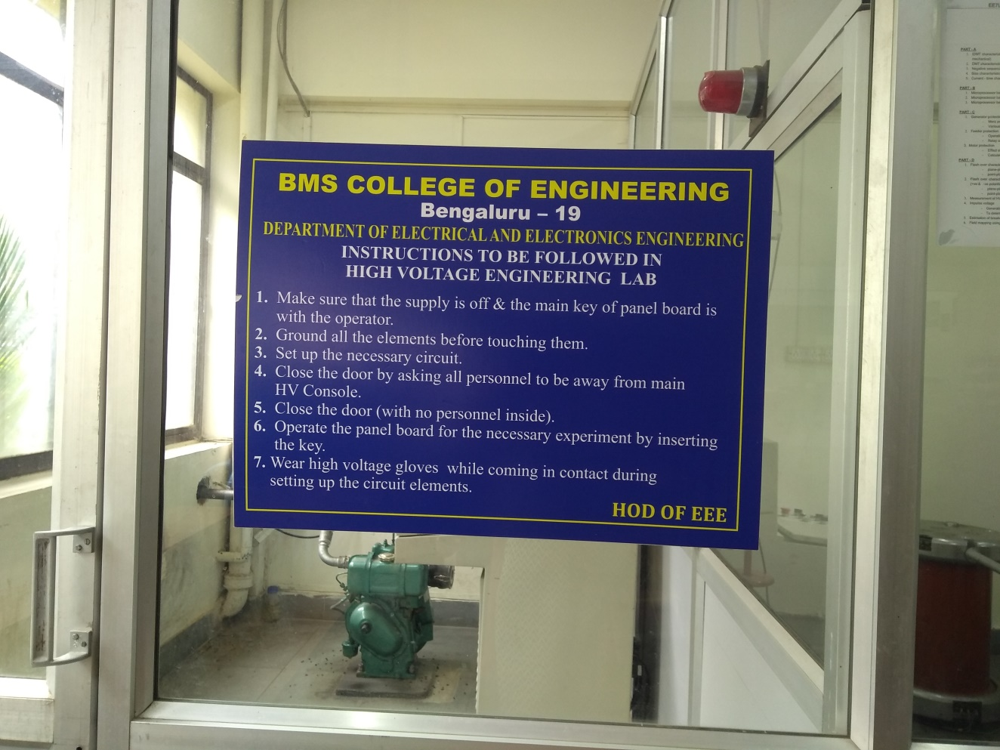 BMS COLLEGE OF ENGINEERING
Bengaluru – 19
DEPARTMENT OF ELECTRICAL AND ELECTRONICS ENGINEERING
INSTRUCTIONS TO BE FOLLOWED IN
HIGH VOLTAGE ENGINEERING LAB
1. Make sure that the supply is off & the main key of panel board is
with the operator.
2. Ground all the elements before touching them.
3. Set up the necessary circuit.
4. Close the door by asking all personnel to be away from main
HV Console.
5. Close the door (with no personnel inside).
6. Operate the panel board for the necessary experiment by inserting
the key.
7. Wear high voltage gloves while coming in contact during
setting up the circuit elements.
HOD OF EEE
PART - A
PART - B
PART - C
PART - D